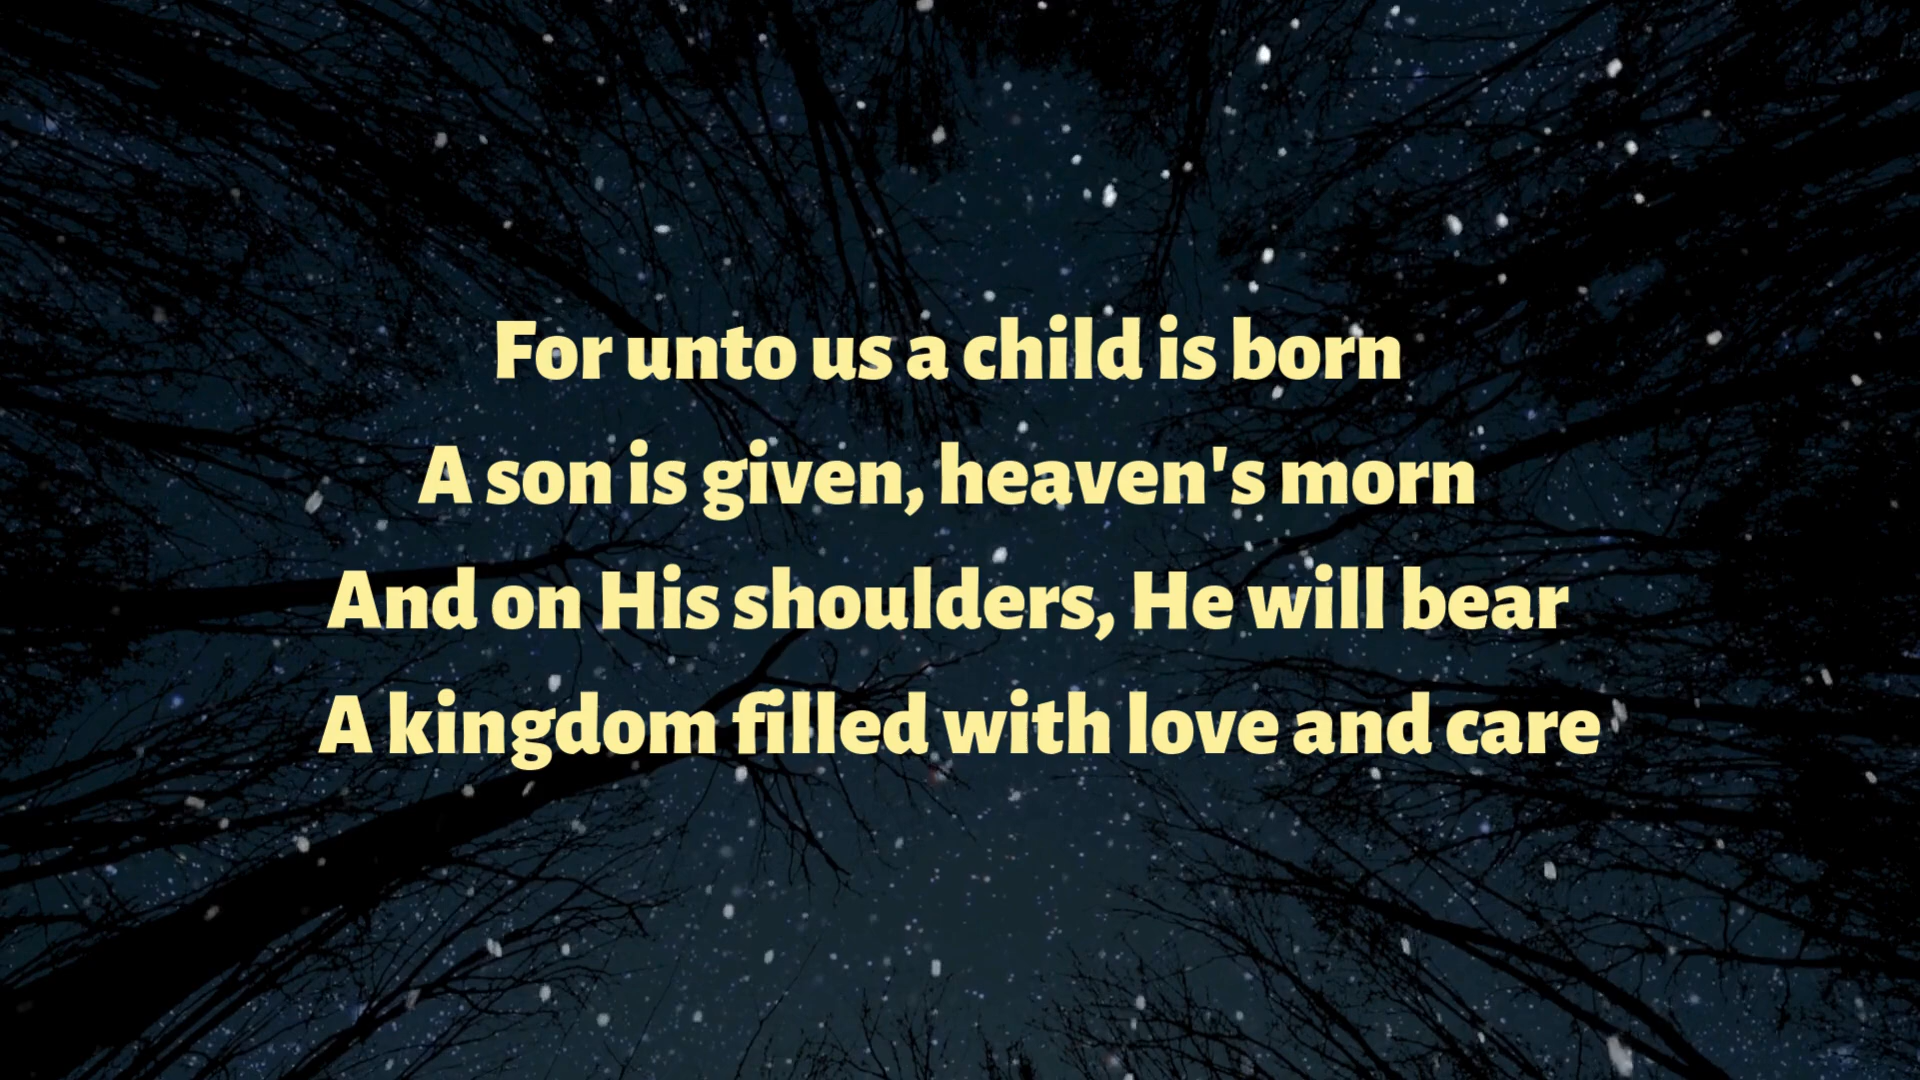 For unto us a child is born
A son is given, heaven's morn
And on His shoulders, He will bear
A kingdom filled with love and care